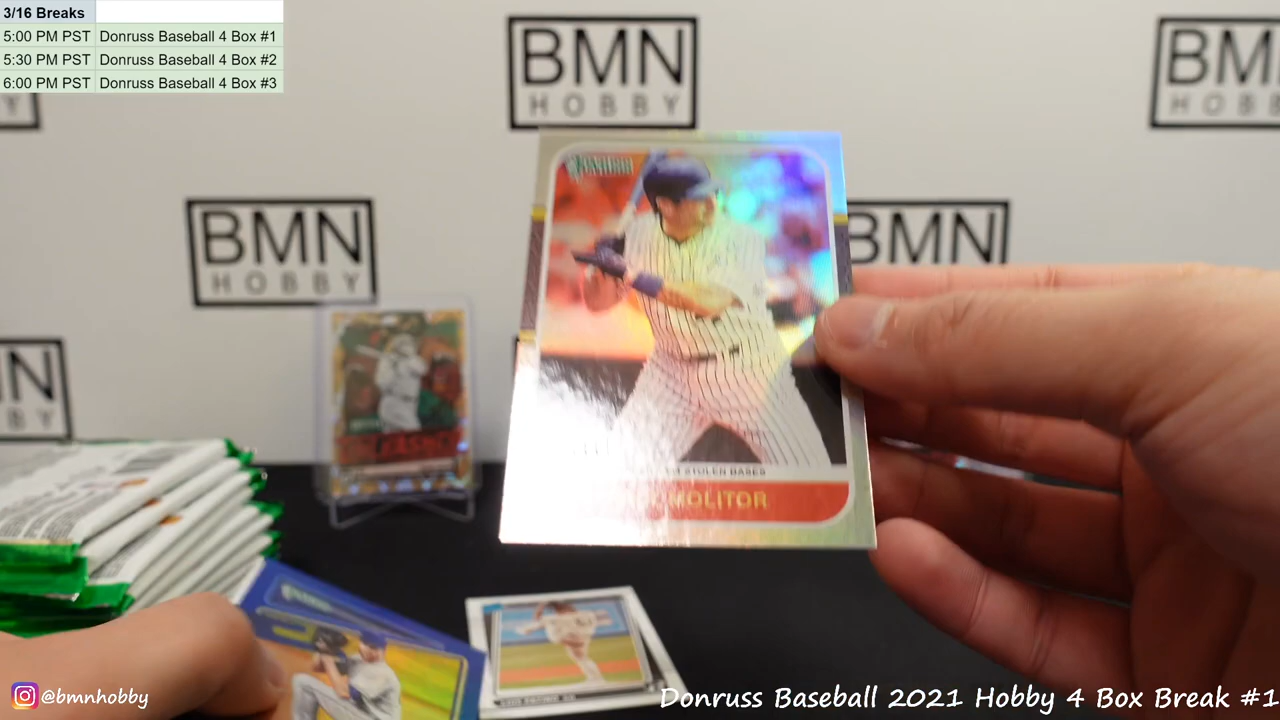 3/16 Breaks
5:00 PM PST Donruss Baseball 4 Box #1
5:30 PM PST Donruss Baseball 4 Box #2
6:00 PM PST Donruss Baseball 4 Box #3
BMN
HOBBY
BMN
HOBBY
BMN
HOBBY
BMN
STOLEN BASES
MOLITOR
@bmnhobby
Donruss Baseball 2021 Hobby 4 Box Break #1